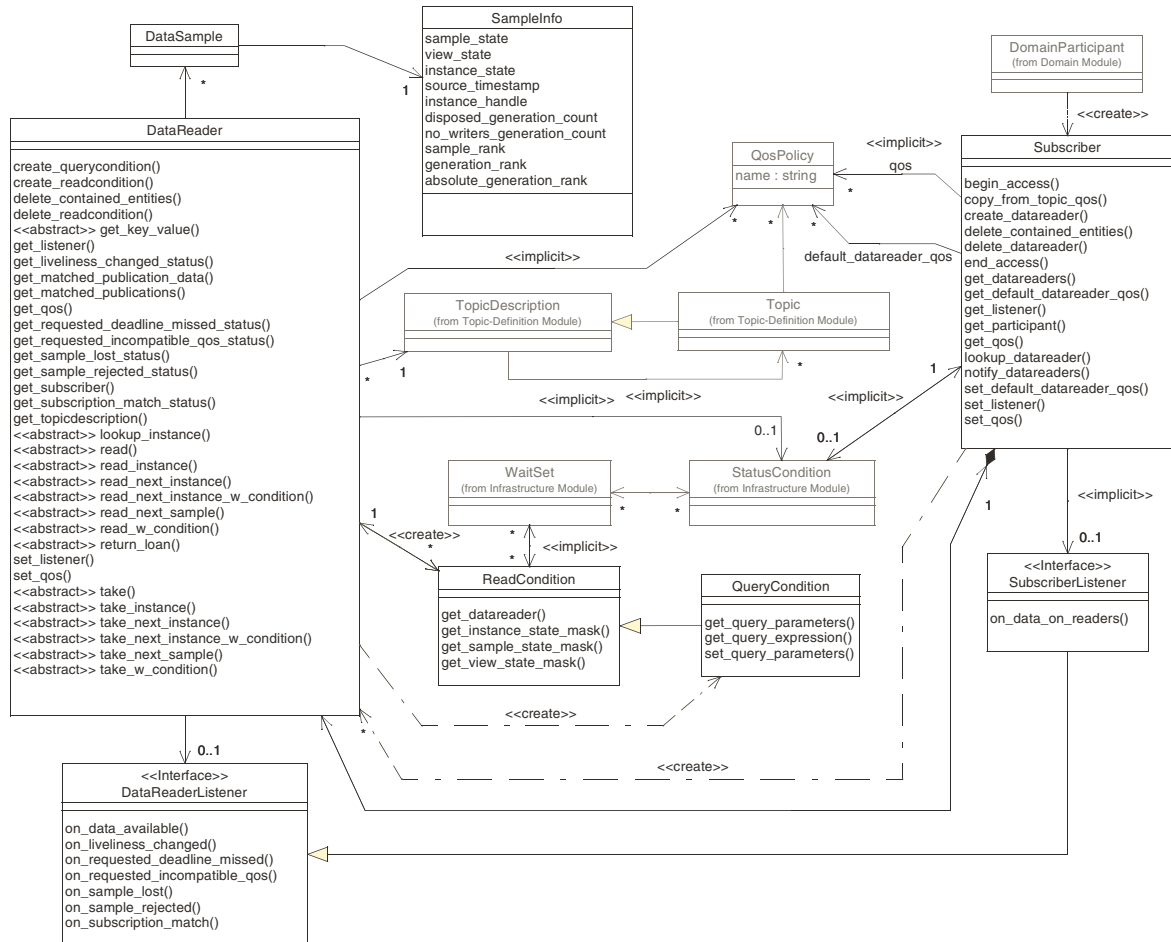 DataSample
*
SampleInfo
sample_state
view_state
instance_state
source_timestamp
instance_handle
disposed_generation_count
no_writers_generation_count
sample_rank
generation_rank
absolute_generation_rank
1
DomainParticipant
(from Domain Module)
<<create>>
DataReader
create_querycondition()
create_readcondition()
delete_contained_entities()
delete_readcondition()
<<abstract>> get_key_value()
get_listener()
get_liveliness_changed_status()
get_matched_publication_data()
get_matched_publications()
get_qos()
get_requested_deadline_missed_status()
get_requested_incompatible_qos_status()
get_sample_lost_status()
get_sample_rejected_status()
get_subscriber()
get_subscription_match_status()
get_topicdescription()
<<abstract>> lookup_instance()
<<abstract>> read()
<<abstract>> read_instance()
<<abstract>> read_next_instance()
<<abstract>> read_next_instance_w_condition()
<<abstract>> read_next_sample()
<<abstract>> read_w_condition()
<<abstract>> return_loan()
set_listener()
set_qos()
<<abstract>> take()
<<abstract>> take_instance()
<<abstract>> take_next_instance()
<<abstract>> take_next_instance_w_condition()
<<abstract>> take_next_sample()
<<abstract>> take_w_condition()
QosPolicy
name : string
<<implicit>>
qos
*
*
*
*
default_datareader_qos
<<implicit>>
Subscriber
begin_access()
copy_from_topic_qos()
create_datareader()
delete_contained_entities()
delete_datareader()
end_access()
get_datareaders()
get_default_datareader_qos()
get_listener()
get_participant()
get_qos()
lookup_datareader()
notify_datareaders()
set_default_datareader_qos()
set_listener()
set_qos()
TopicDescription
(from Topic-Definition Module)
Topic
(from Topic-Definition Module)
*
1
*
1
<<implicit>>
<<implicit>>
<<implicit>>
0..1
0..1
WaitSet
(from Infrastructure Module)
StatusCondition
(from Infrastructure Module)
*
*
1
<<create>>
*
*
*
<<implicit>>
1
<<implicit>>
0..1
ReadCondition
get_datareader()
get_instance_state_mask()
get_sample_state_mask()
get_view_state_mask()
QueryCondition
get_query_parameters()
get_query_expression()
set_query_parameters()
<<Interface>>
SubscriberListener
on_data_on_readers()
<<create>>
*
<<create>>
0..1
<<Interface>>
DataReaderListener
on_data_available()
on_liveliness_changed()
on_requested_deadline_missed()
on_requested_incompatible_qos()
on_sample_lost()
on_sample_rejected()
on_subscription_match()